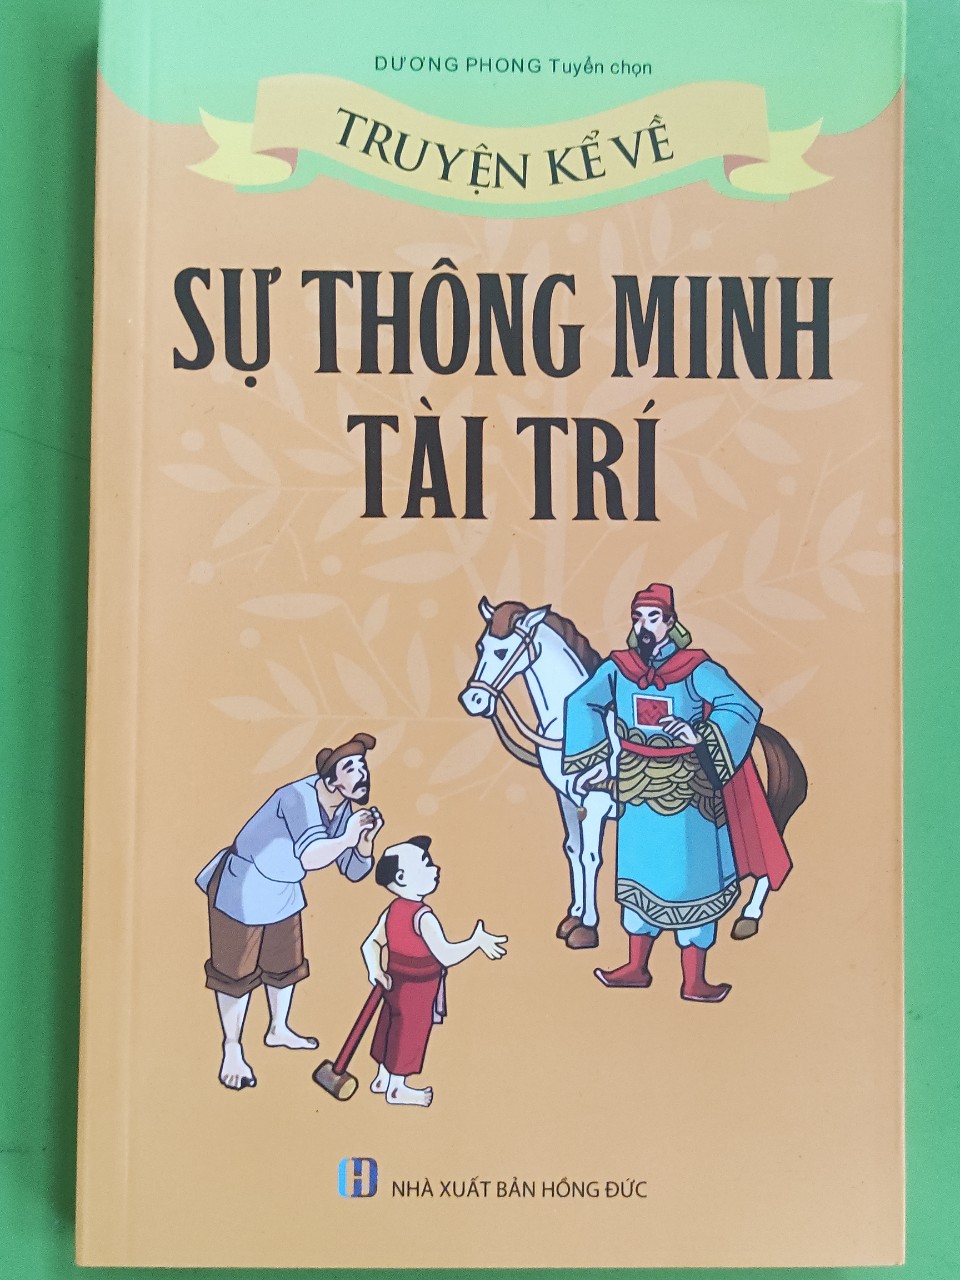 DƯƠNG PHONG Tuyển chọn
TRUYỆN KỂ VỀ
SỰ THÔNG MINH
TÀI TRÍ
NHÀ XUẤT BẢN HỒNG ĐỨC